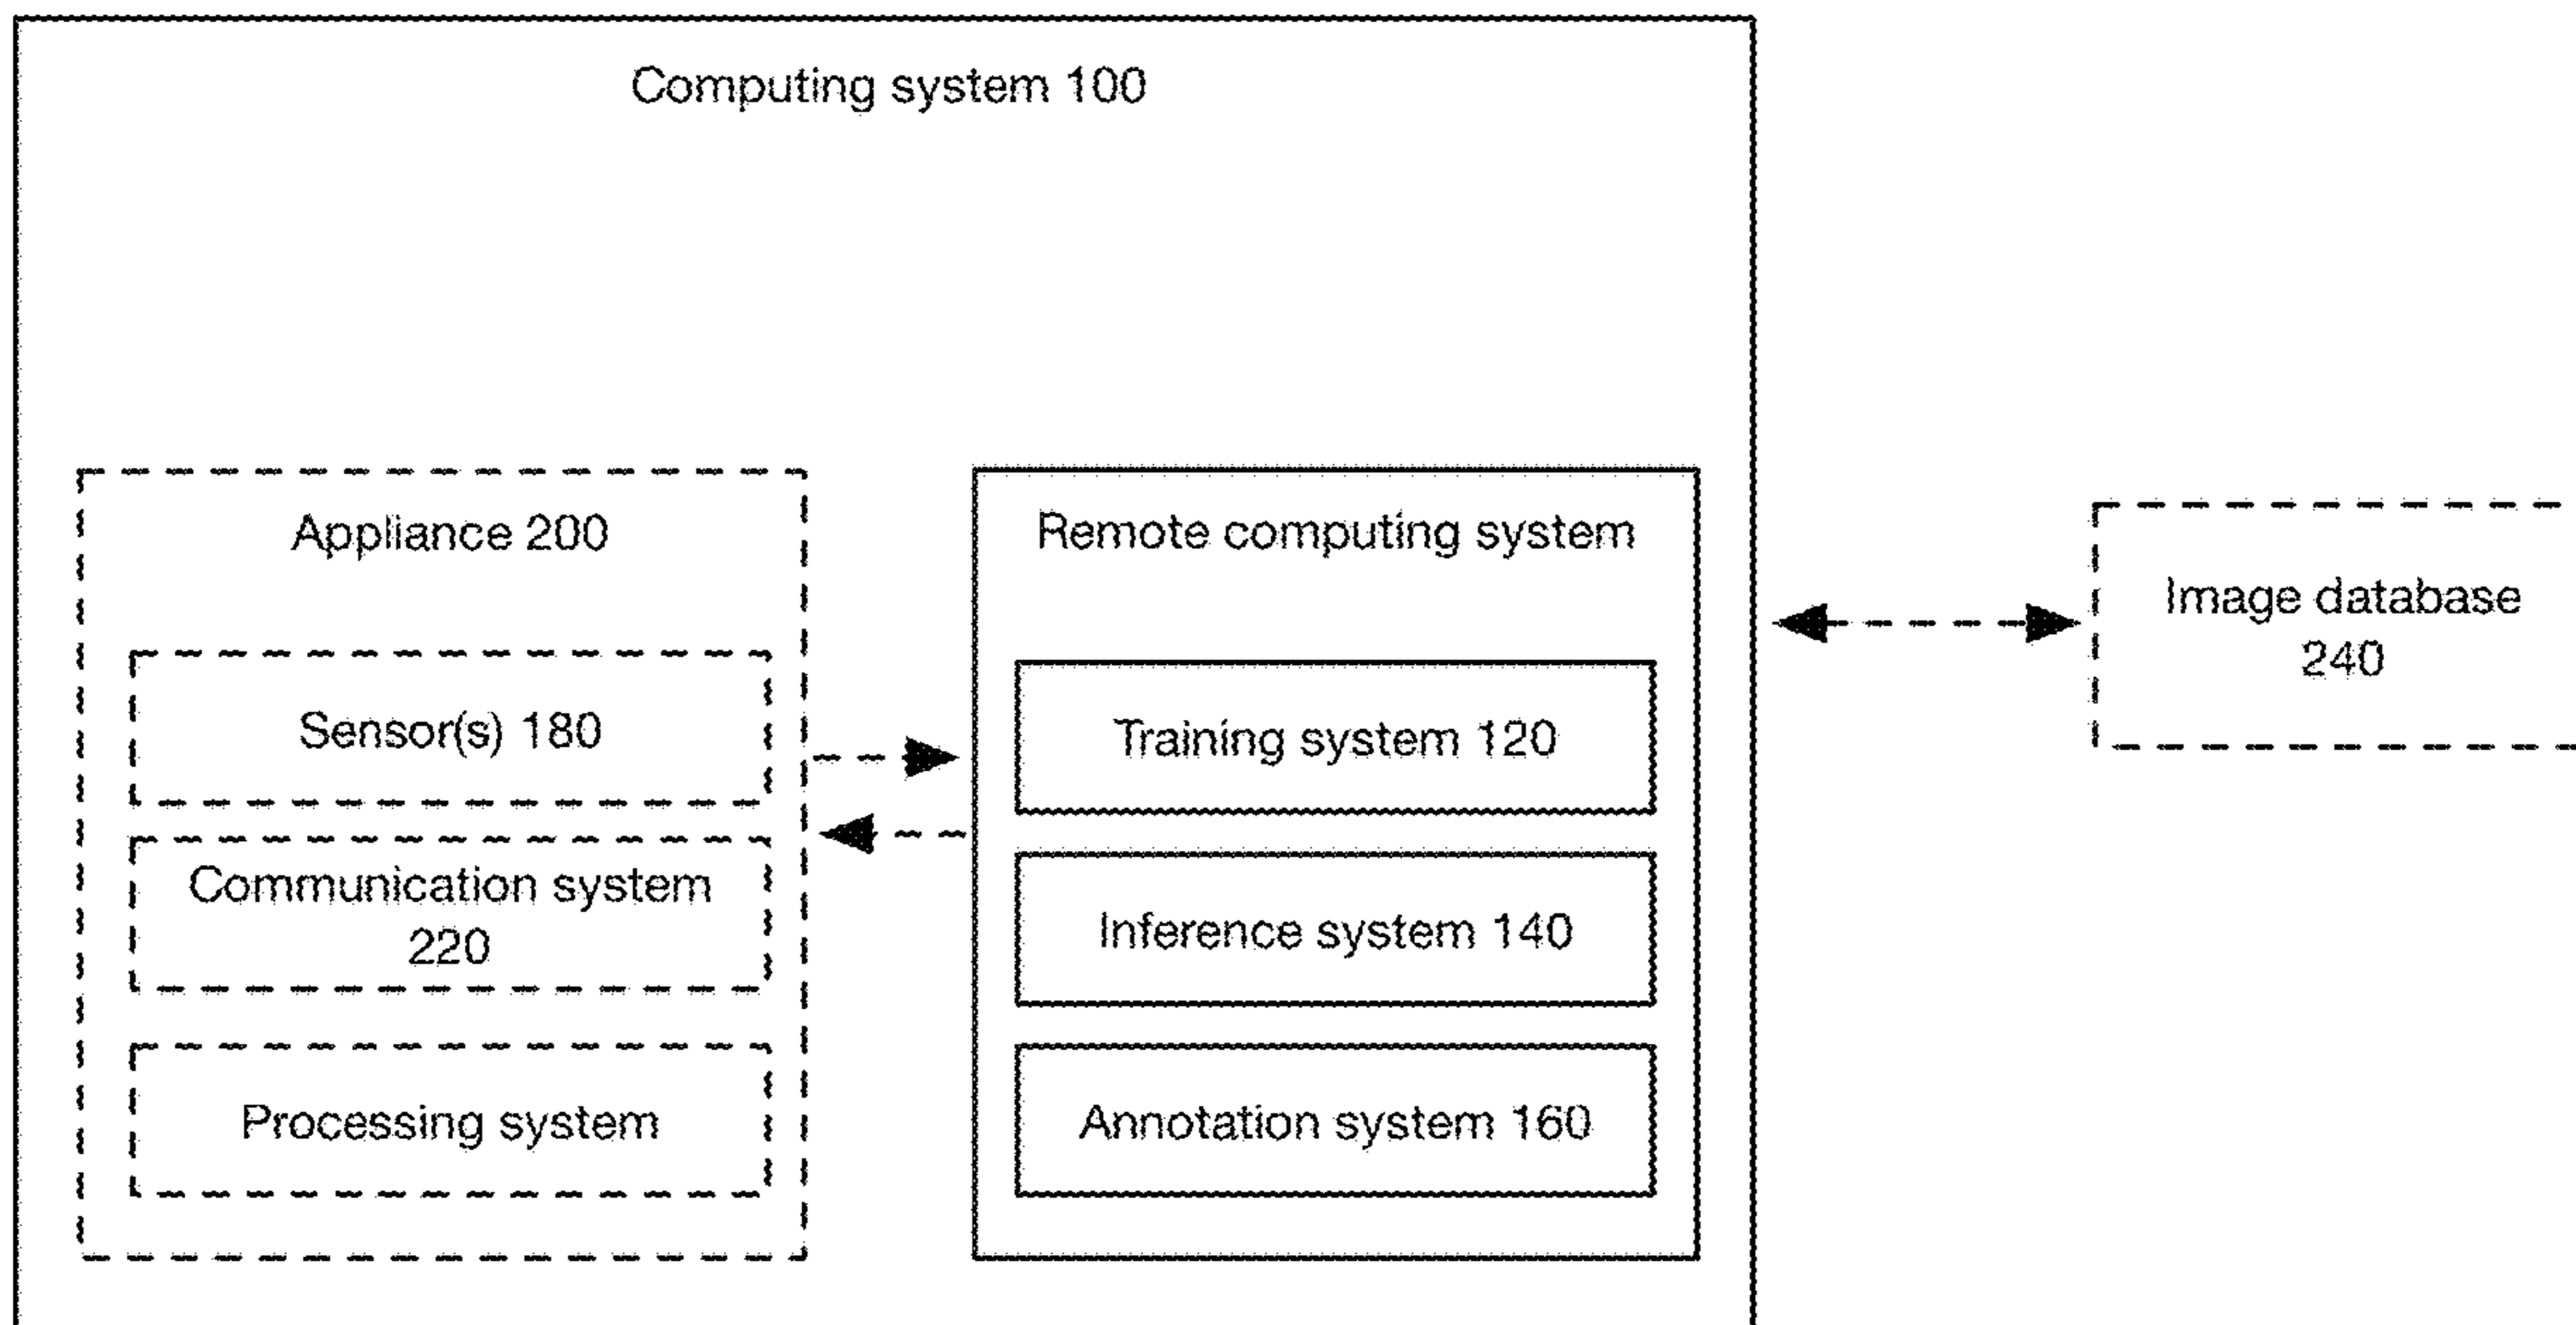 Computing system 100
Appliance 200
Sensor(s) 180
Communication system
220
Processing system
Remote computing system
Training system 120
Inference system 140
Annotation system 160
Image database
240